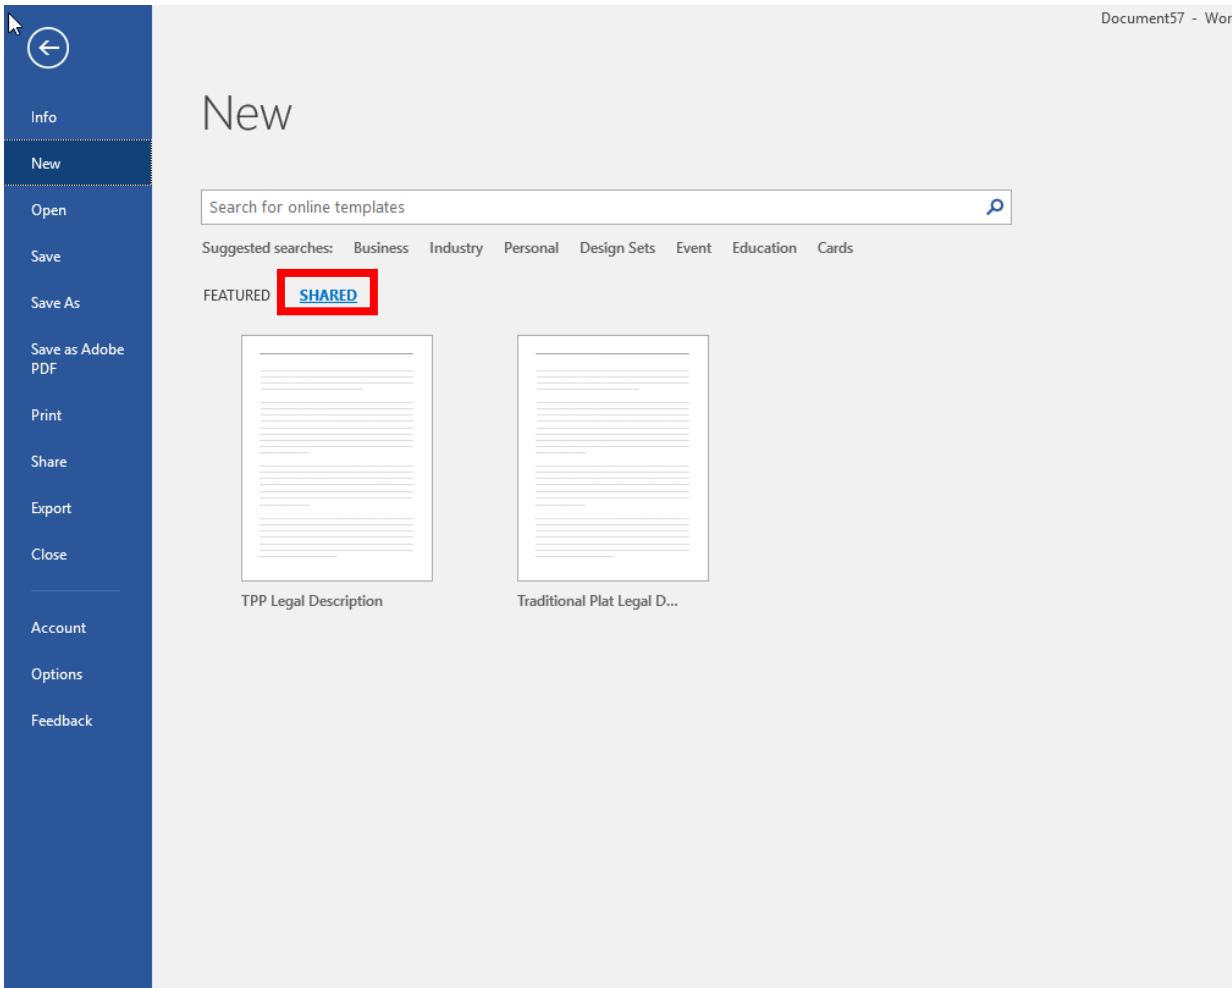 Document57 - Wor
Info
New
Open
Save
Save As
Save as Adobe
PDF
Print
Share
Export
Close
Account
Options
Feedback
New
Search for online templates
Suggested searches: Business Industry Personal Design Sets Event Education Cards
FEATURED SHARED
TPP Legal Description
Traditional Plat Legal D...